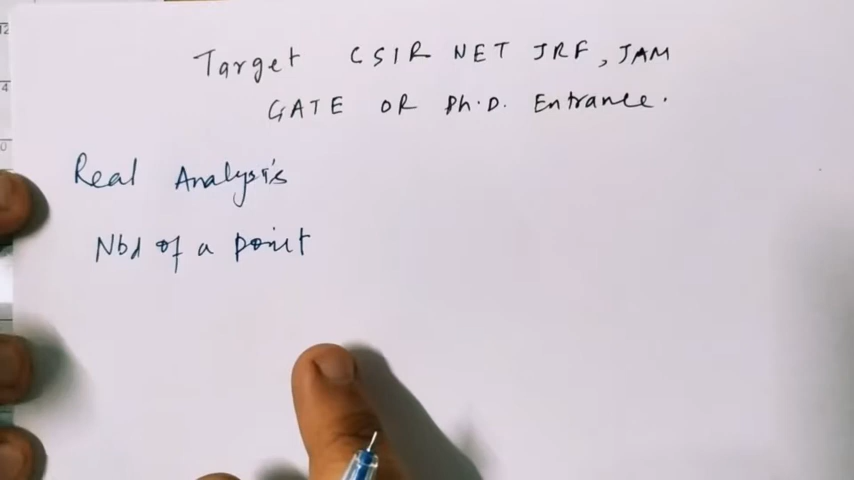 Target CSIR NET JRF, JAM
GATE OR Ph.D. Entrance.
Real Analysis
Nbd of a point